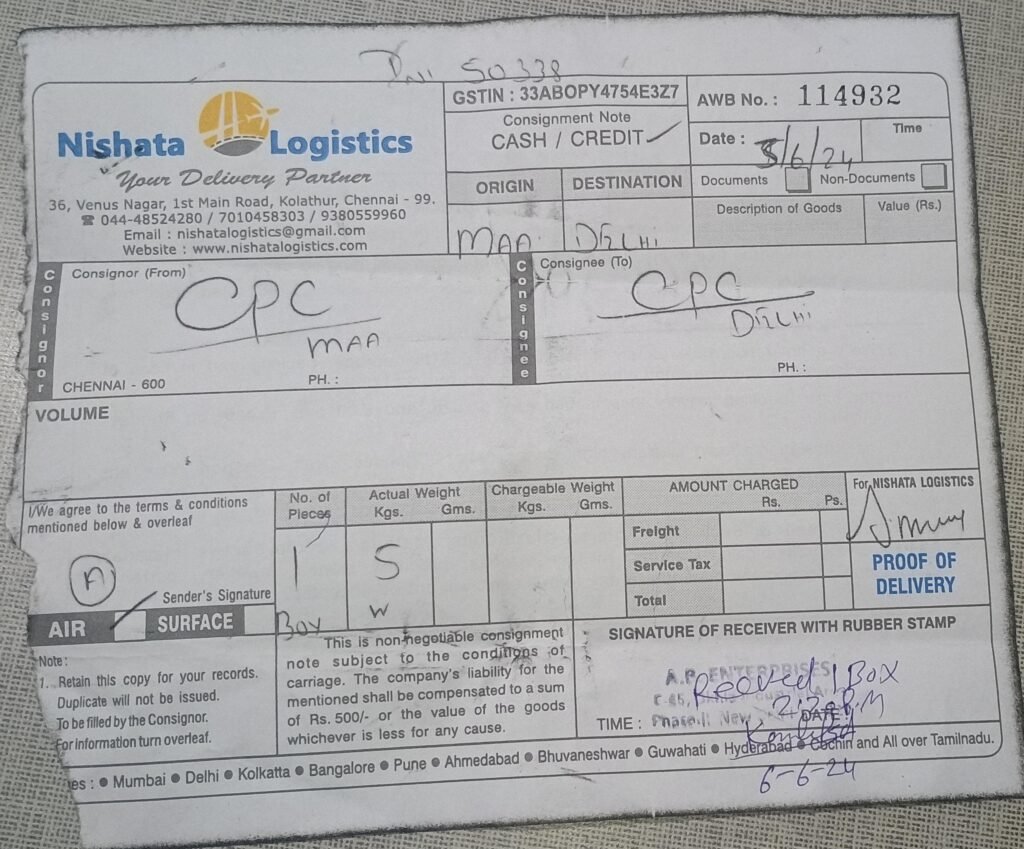 50338
Nishata Logistics
Your Delivery Partner
36, Venus Nagar, 1st Main Road, Kolathur, Chennai - 99.
☎ 044-48524280 / 7010458303 / 9380559960
Email : nishatalogistics@gmail.com
Website : www.nishatalogistics.com
GSTIN : 33ABOPY4754E3Z7
Consignment Note
CASH / CREDIT
AWB No. : 114932
Date : 5/6/24
Time
ORIGIN DESTINATION
MAA DELHI
Documents Non-Documents
Description of Goods Value (Rs.)
Consignor
Consignor (From)
CPC
MAA
CHENNAI - 600 PH. :
Consignee
Consignee (To)
CPC
DELHI
PH. :
VOLUME
I/We agree to the terms & conditions
mentioned below & overleaf
Sender's Signature
AIR SURFACE
No. of
Pieces
1
Box
Actual Weight
Kgs. Gms.
5
W
Chargeable Weight
Kgs. Gms.
AMOUNT CHARGED
Rs. Ps.
Freight
Service Tax
Total
For NISHATA LOGISTICS
PROOF OF
DELIVERY
Note :
1. Retain this copy for your records.
Duplicate will not be issued.
To be filled by the Consignor.
For information turn overleaf.
This is non-negotiable consignment
note subject to the conditions of
carriage. The company's liability for the
mentioned shall be compensated to a sum
of Rs. 500/- or the value of the goods
whichever is less for any cause.
SIGNATURE OF RECEIVER WITH RUBBER STAMP
A.P. ENTERPRISES
Received 1 Box
TIME : Phase-II New DATE
6-6-24
es : ● Mumbai ● Delhi ● Kolkatta ● Bangalore ● Pune ● Ahmedabad ● Bhuvaneshwar ● Guwahati ● Hyderabad ● Cochin and All over Tamilnadu.